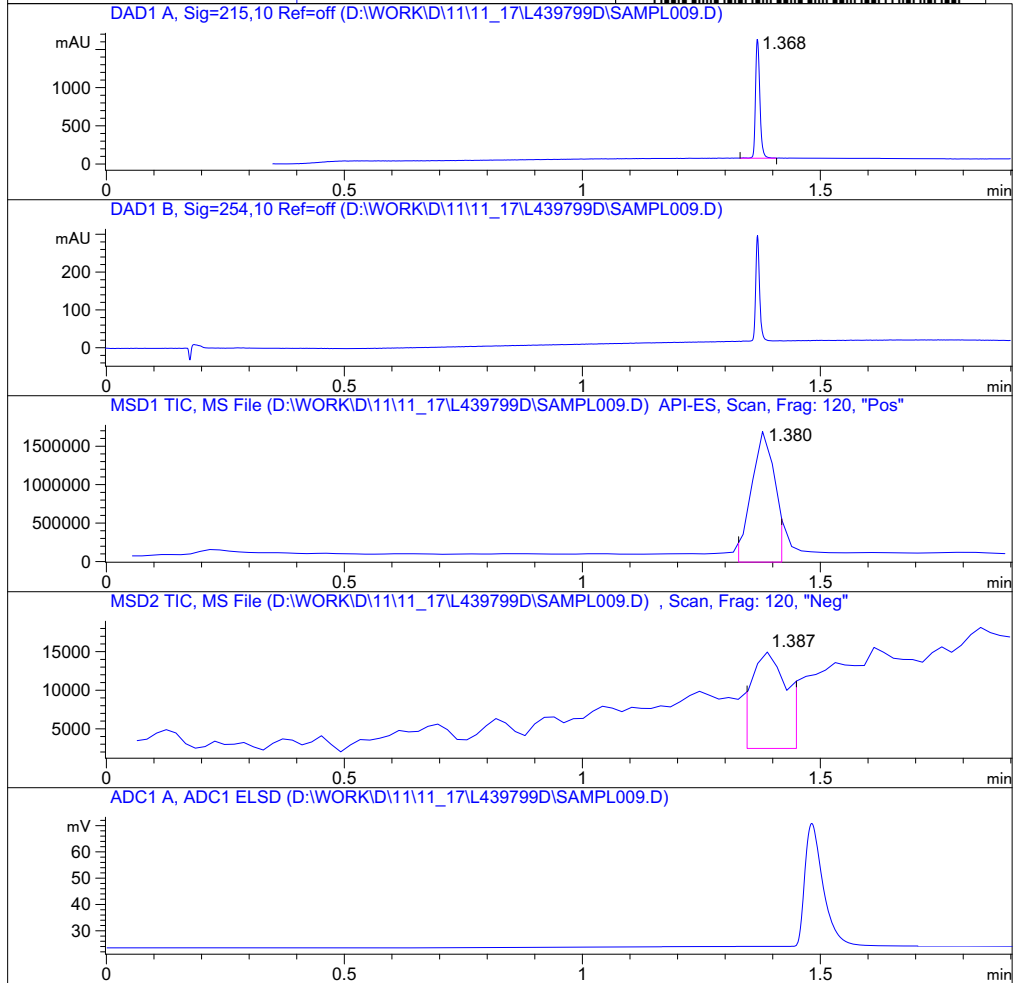 DAD1 A, Sig=215,10 Ref=off (D:\WORK\D\11\11_17\L439799D\SAMPL009.D)
mAU
1.368
1000
500
0
0 0.5 1 1.5 min
DAD1 B, Sig=254,10 Ref=off (D:\WORK\D\11\11_17\L439799D\SAMPL009.D)
mAU
200
100
0
0 0.5 1 1.5 min
MSD1 TIC, MS File (D:\WORK\D\11\11_17\L439799D\SAMPL009.D) API-ES, Scan, Frag: 120, "Pos"
1.380
1500000
1000000
500000
0
0 0.5 1 1.5 min
MSD2 TIC, MS File (D:\WORK\D\11\11_17\L439799D\SAMPL009.D) , Scan, Frag: 120, "Neg"
1.387
15000
10000
5000
0 0.5 1 1.5 min
ADC1 A, ADC1 ELSD (D:\WORK\D\11\11_17\L439799D\SAMPL009.D)
mV
60
50
40
30
0 0.5 1 1.5 min